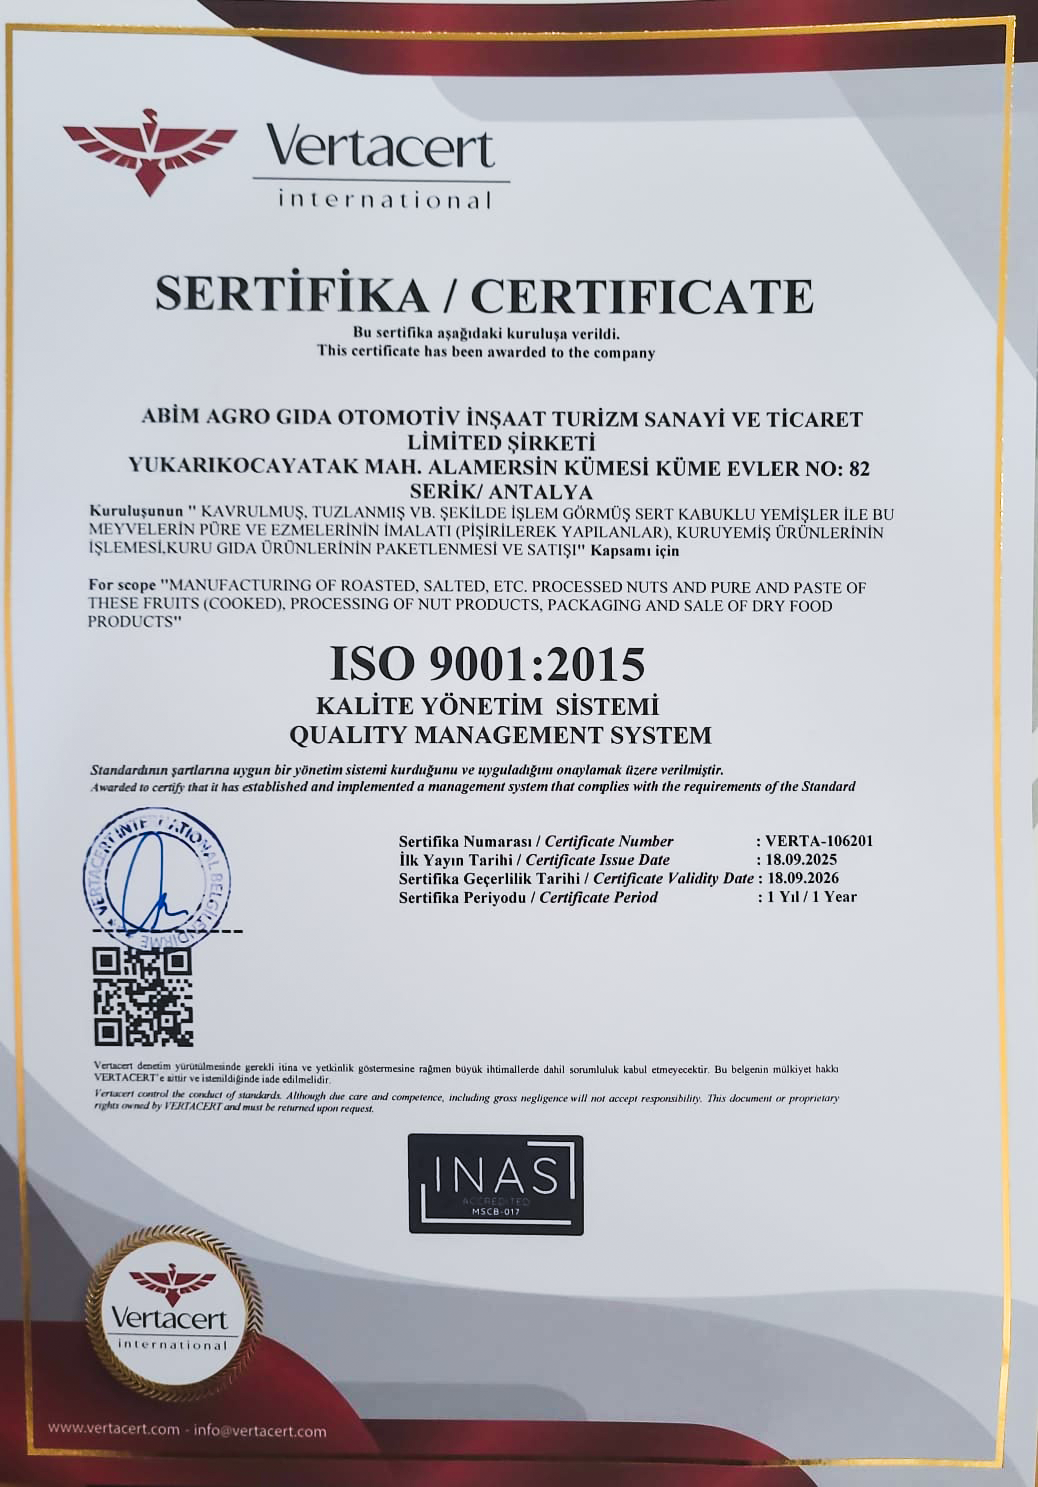 Vertacert
international
SERTİFİKA / CERTIFICATE
Bu sertifika aşağıdaki kuruluşa verildi.
This certificate has been awarded to the company
ABİM AGRO GIDA OTOMOTİV İNŞAAT TURİZM SANAYİ VE TİCARET
LİMİTED ŞİRKETİ
YUKARIKOCAYATAK MAH. ALAMERSİN KÜMESİ KÜME EVLER NO: 82
SERİK/ ANTALYA
Kuruluşunun " KAVRULMUŞ, TUZLANMIŞ VB. ŞEKİLDE İŞLEM GÖRMÜŞ SERT KABUKLU YEMİŞLER İLE BU
MEYVELERİN PÜRE VE EZMELERİNİN İMALATI (PİŞİRİLEREK YAPILANLAR), KURUYEMİŞ ÜRÜNLERİNİN
İŞLEMESİ,KURU GIDA ÜRÜNLERİNİN PAKETLENMESİ VE SATIŞI" Kapsamı için
For scope "MANUFACTURING OF ROASTED, SALTED, ETC. PROCESSED NUTS AND PURE AND PASTE OF
THESE FRUITS (COOKED), PROCESSING OF NUT PRODUCTS, PACKAGING AND SALE OF DRY FOOD
PRODUCTS"
ISO 9001:2015
KALİTE YÖNETİM SİSTEMİ
QUALITY MANAGEMENT SYSTEM
Standardının şartlarına uygun bir yönetim sistemi kurduğunu ve uyguladığını onaylamak üzere verilmiştir.
Awarded to certify that it has established and implemented a management system that complies with the requirements of the Standard
Sertifika Numarası / Certificate Number : VERTA-106201
İlk Yayın Tarihi / Certificate Issue Date : 18.09.2025
Sertifika Geçerlilik Tarihi / Certificate Validity Date : 18.09.2026
Sertifika Periyodu / Certificate Period : 1 Yıl / 1 Year
VERTACERT INTERNATIONAL BELGELENDİRME
Vertacert denetim yürütülmesinde gerekli itina ve yetkinlik göstermesine rağmen büyük ihtimallerde dahil sorumluluk kabul etmeyecektir. Bu belgenin mülkiyet hakkı
VERTACERT'e aittir ve istenildiğinde iade edilmelidir.
Vertacert control the conduct of standards. Although due care and competence, including gross negligence will not accept responsibility. This document or proprietary
rights owned by VERTACERT and must be returned upon request.
INAS
ACCREDITED
MSCB-017
Vertacert
international
www.vertacert.com - info@vertacert.com